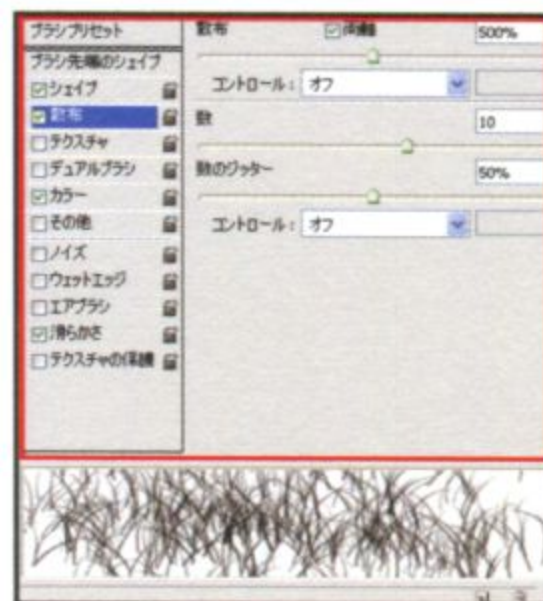 ブラシプリセット
ブラシ先端のシェイプ
シェイプ
散布
テクスチャ
デュアルブラシ
カラー
その他
ノイズ
ウェットエッジ
エアブラシ
滑らかさ
テクスチャの保護
散布
500%
コントロール： オフ
数
10
数のジッター
50%
コントロール： オフ